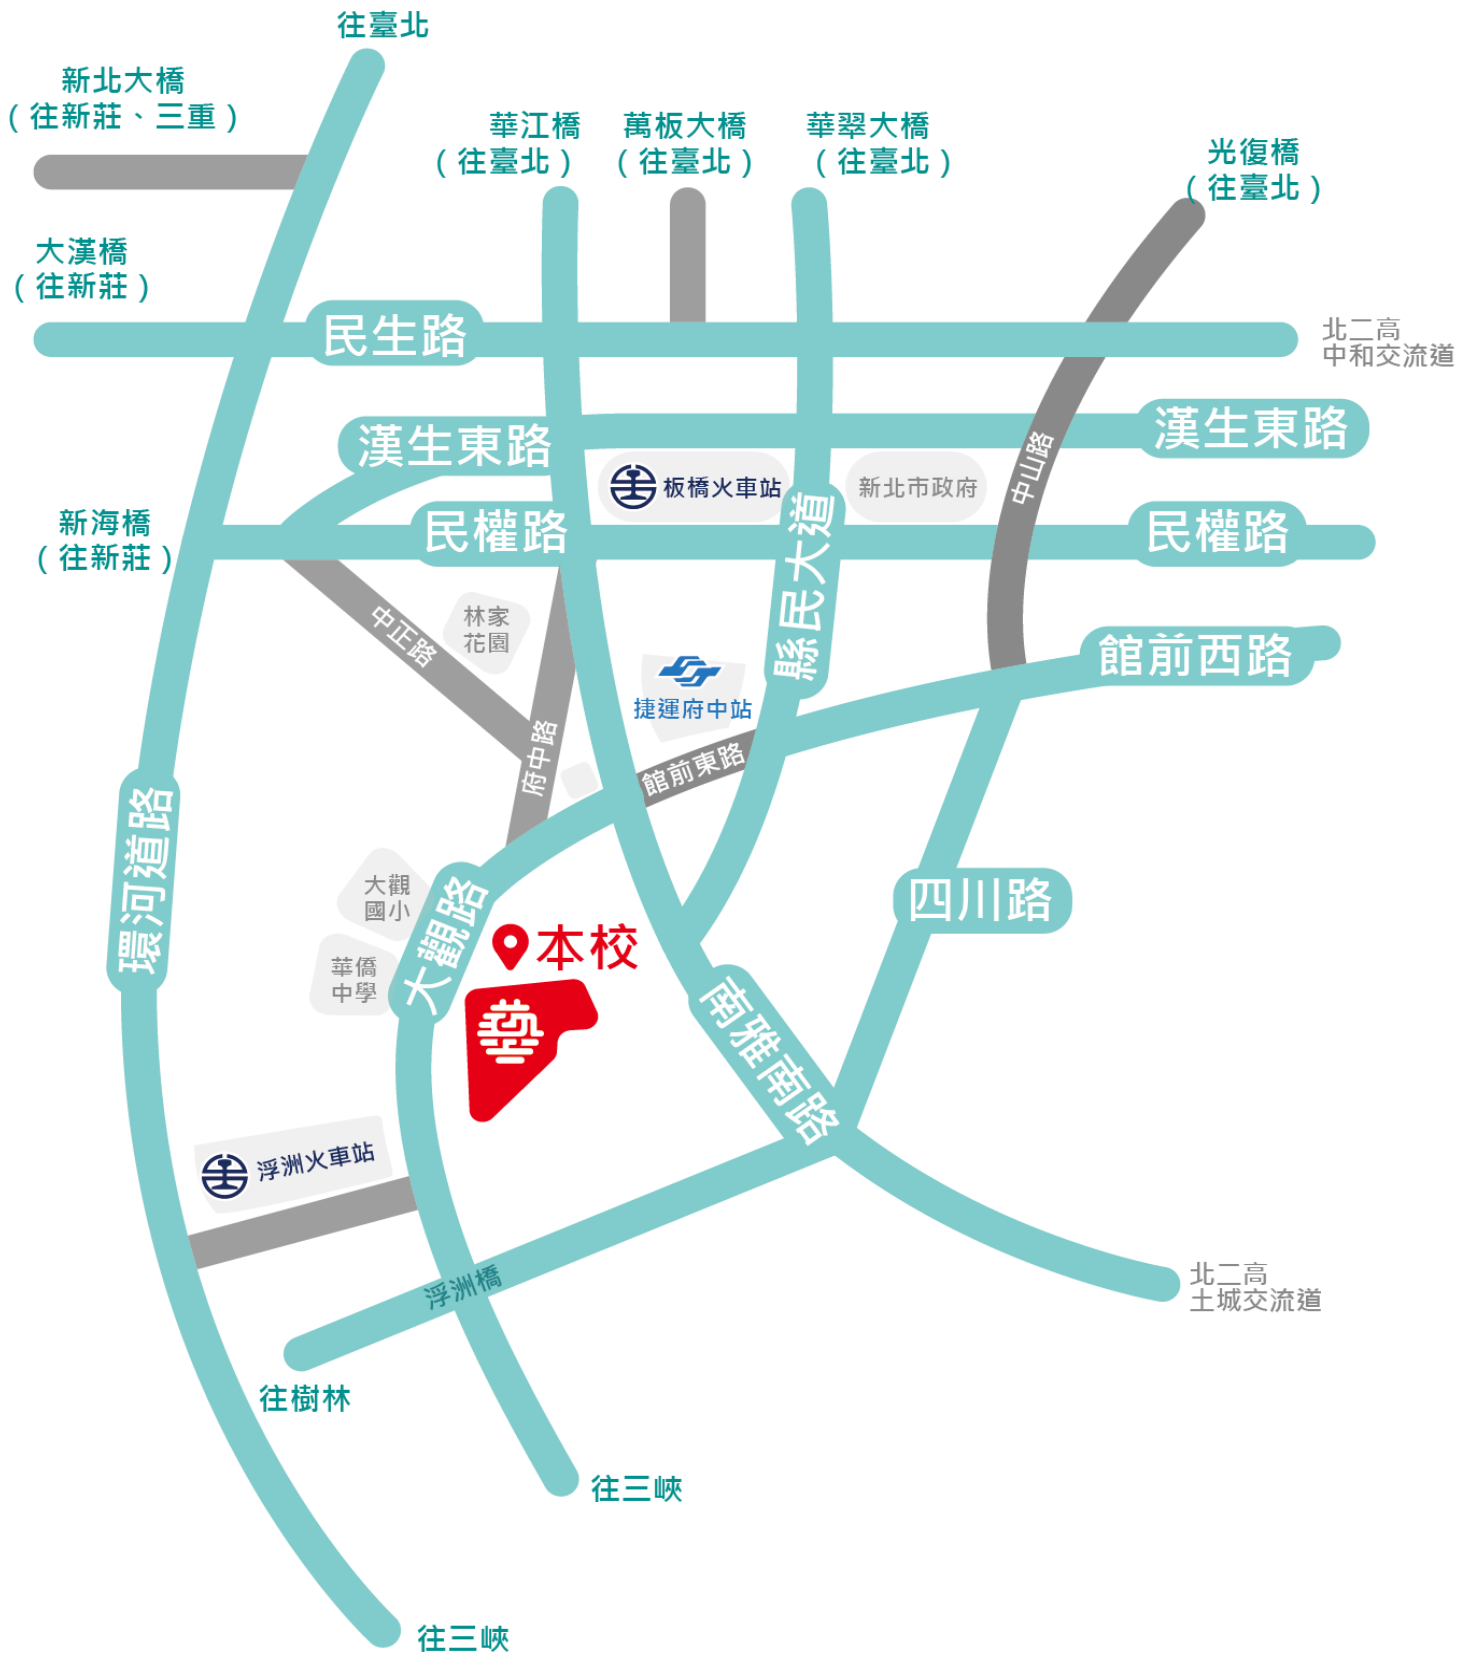 往臺北
新北大橋
(往新莊、三重)
華江橋
(往臺北)
萬板大橋
(往臺北)
華翠大橋
(往臺北)
光復橋
(往臺北)
大漢橋
(往新莊)
民生路
北二高
中和交流道
漢生東路
漢生東路
中山路
板橋火車站
新北市政府
新海橋
(往新莊)
民權路
民權路
縣民大道
中正路
林家
花園
館前西路
捷運府中站
府中路
館前東路
環河道路
大觀
國小
大觀路
四川路
本校
華僑
中學
藝
南雅南路
浮洲火車站
浮洲橋
北二高
土城交流道
往樹林
往三峽
往三峽